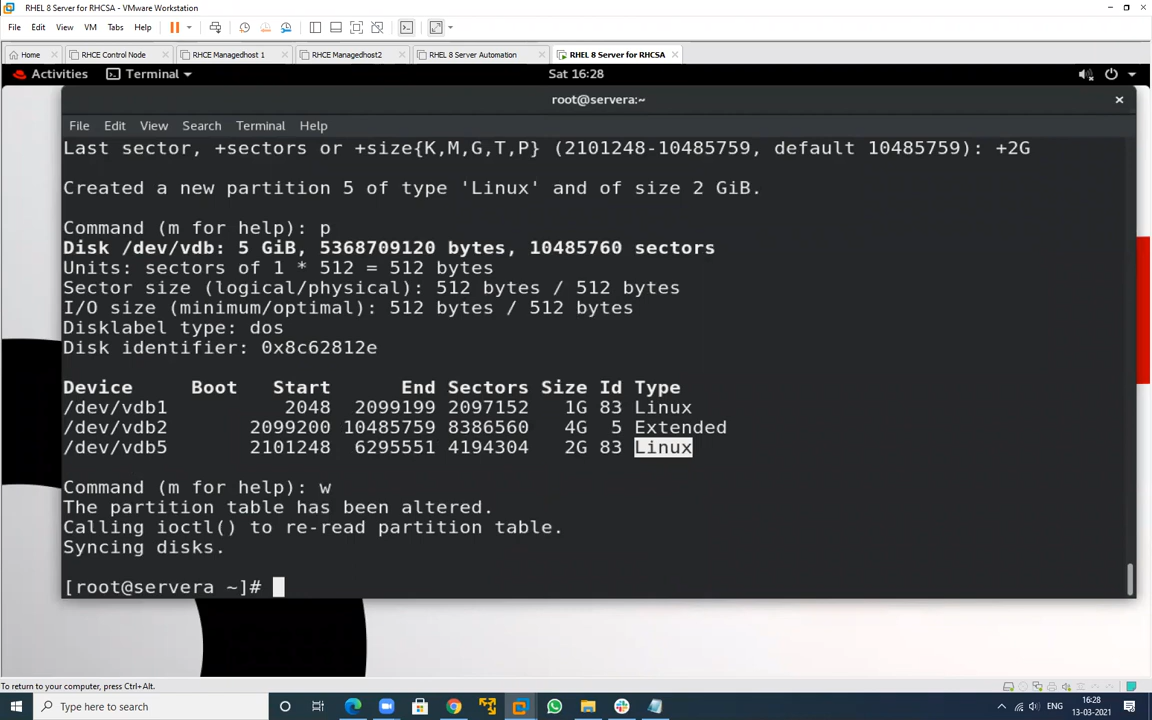 RHEL 8 Server for RHCSA - VMware Workstation
File Edit View VM Tabs Help
Home RHCE Control Node RHCE Managedhost 1 RHCE Managedhost2 RHEL 8 Server Automation RHEL 8 Server for RHCSA
Activities Terminal Sat 16:28
root@servera:~
File Edit View Search Terminal Help
Last sector, +sectors or +size{K,M,G,T,P} (2101248-10485759, default 10485759): +2G
Created a new partition 5 of type 'Linux' and of size 2 GiB.
Command (m for help): p
Disk /dev/vdb: 5 GiB, 5368709120 bytes, 10485760 sectors
Units: sectors of 1 * 512 = 512 bytes
Sector size (logical/physical): 512 bytes / 512 bytes
I/O size (minimum/optimal): 512 bytes / 512 bytes
Disklabel type: dos
Disk identifier: 0x8c62812e
Device Boot Start End Sectors Size Id Type
/dev/vdb1 2048 2099199 2097152 1G 83 Linux
/dev/vdb2 2099200 10485759 8386560 4G 5 Extended
/dev/vdb5 2101248 6295551 4194304 2G 83 Linux
Command (m for help): w
The partition table has been altered.
Calling ioctl() to re-read partition table.
Syncing disks.
[root@servera ~]#
To return to your computer, press Ctrl+Alt.
Type here to search
16:28
13-03-2021